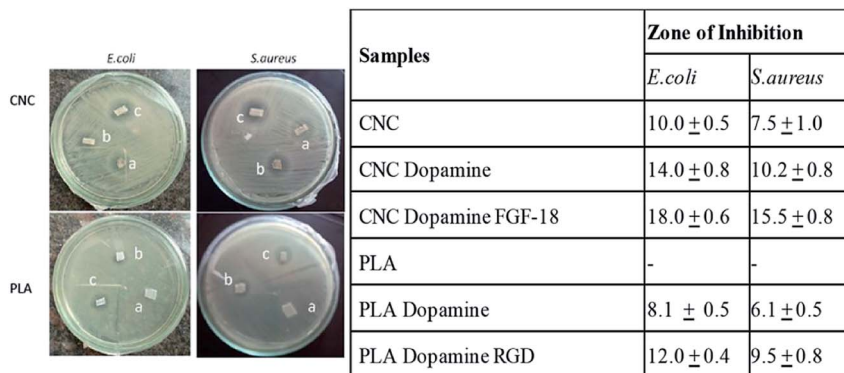 E.coli S.aureus
CNC
c
b
a
c
a
b
PLA
b
c
a
c
b
a
Samples Zone of Inhibition
E.coli S.aureus
CNC 10.0 ± 0.5 7.5 ± 1.0
CNC Dopamine 14.0 ± 0.8 10.2 ± 0.8
CNC Dopamine FGF-18 18.0 ± 0.6 15.5 ± 0.8
PLA - -
PLA Dopamine 8.1 ± 0.5 6.1 ± 0.5
PLA Dopamine RGD 12.0 ± 0.4 9.5 ± 0.8